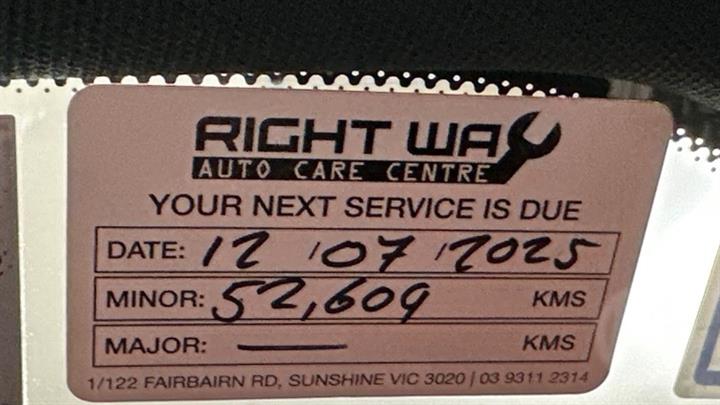 RIGHT WAY
AUTO CARE CENTRE
YOUR NEXT SERVICE IS DUE
DATE: 12 / 07 / 2025
MINOR: 52,609 KMS
MAJOR: — KMS
1/122 FAIRBAIRN RD, SUNSHINE VIC 3020 | 03 9311 2314